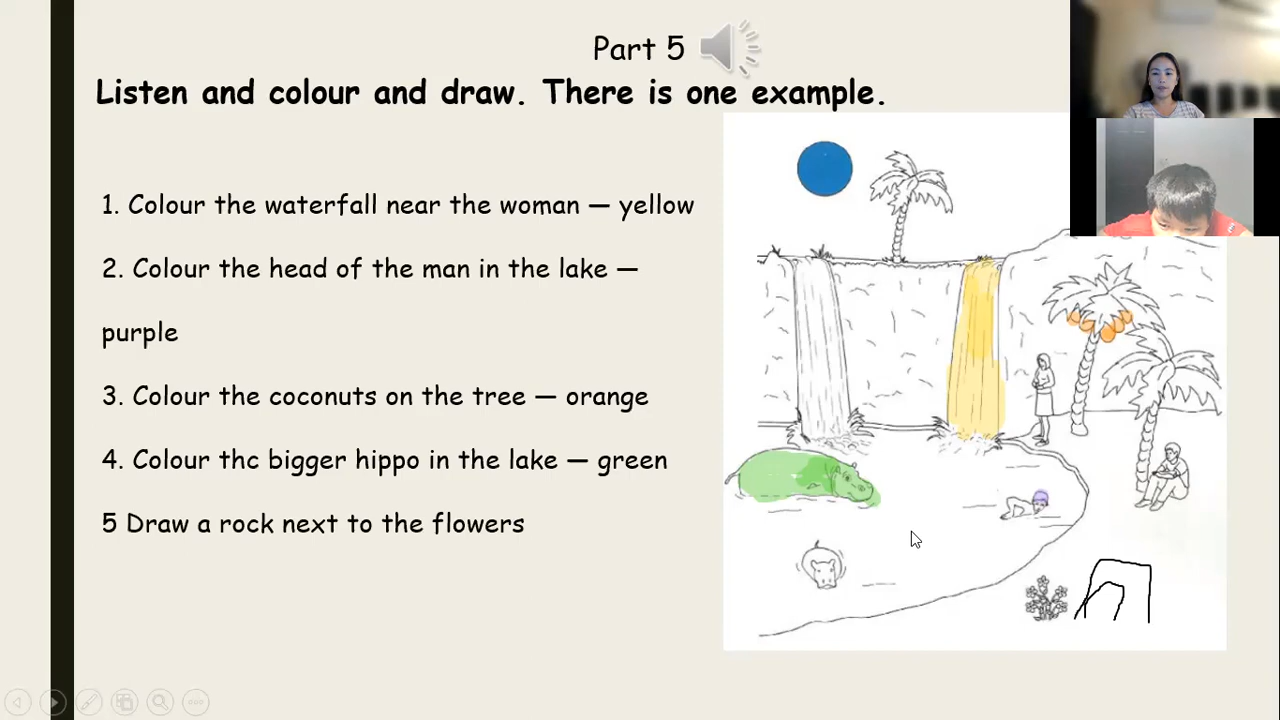 Part 5
Listen and colour and draw. There is one example.
1. Colour the waterfall near the woman — yellow
2. Colour the head of the man in the lake —
purple
3. Colour the coconuts on the tree — orange
4. Colour thc bigger hippo in the lake — green
5 Draw a rock next to the flowers